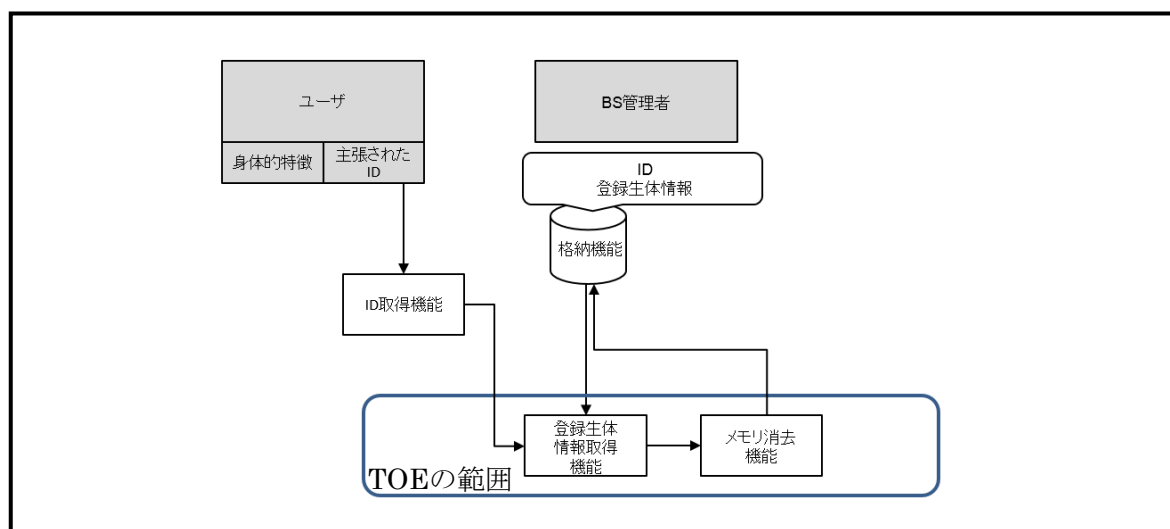 ユーザ
身体的特徴
主張された
ID
BS管理者
ID
登録生体情報
格納機能
ID取得機能
登録生体
情報取得
機能
メモリ消去
機能
TOEの範囲